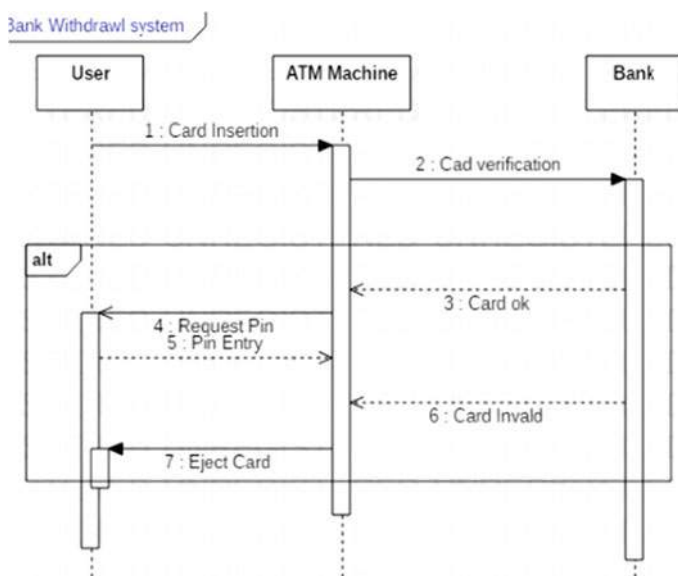 Bank Withdrawl system
User
ATM Machine
Bank
1 : Card Insertion
2 : Cad verification
alt
3 : Card ok
4 : Request Pin
5 : Pin Entry
6 : Card Invald
7 : Eject Card